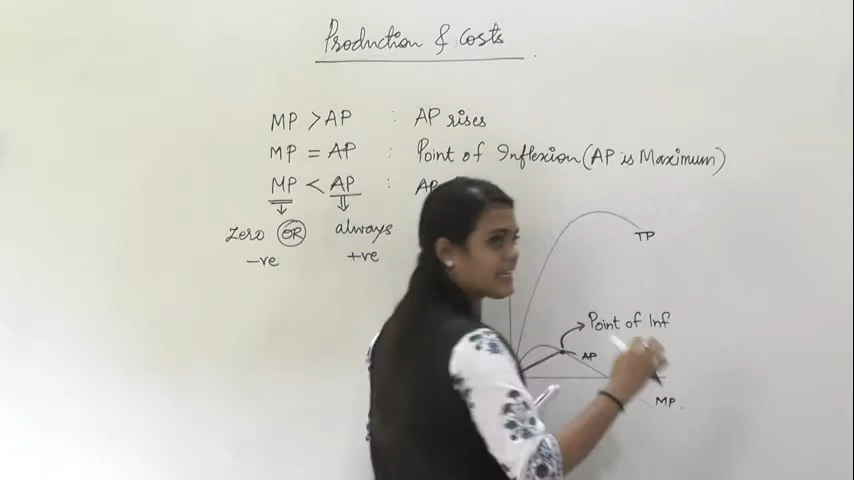 Production & Costs
MP > AP : AP rises
MP = AP : Point of Inflexion (AP is Maximum)
MP < AP : AP
Zero OR always
-ve +ve
TP
Point of Inf
AP
MP.